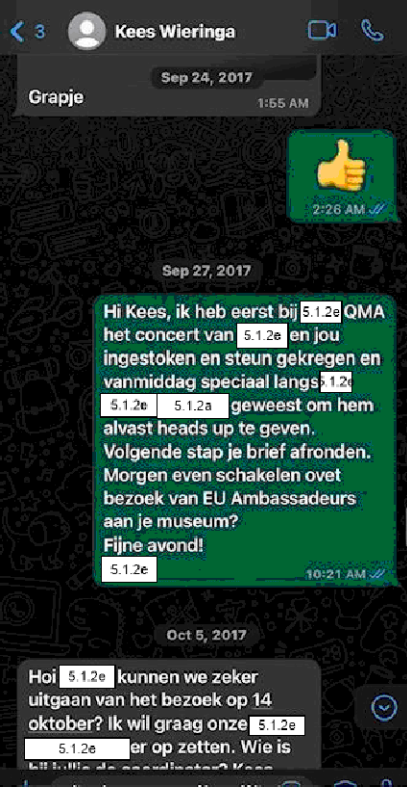 3 Kees Wieringa
Sep 24, 2017
Grapje
1:55 AM
👍
2:26 AM
Sep 27, 2017
Hi Kees, ik heb eerst bij 5.1.2e QMA
het concert van 5.1.2e en jou
ingestoken en steun gekregen en
vanmiddag speciaal langs 5.1.2e
5.1.2e 5.1.2a geweest om hem
alvast heads up te geven.
Volgende stap je brief afronden.
Morgen even schakelen ovet
bezoek van EU Ambassadeurs
aan je museum?
Fijne avond!
5.1.2e
10:21 AM
Oct 5, 2017
Hoi 5.1.2e kunnen we zeker
uitgaan van het bezoek op 14
oktober? Ik wil graag onze 5.1.2e
5.1.2e er op zetten. Wie is